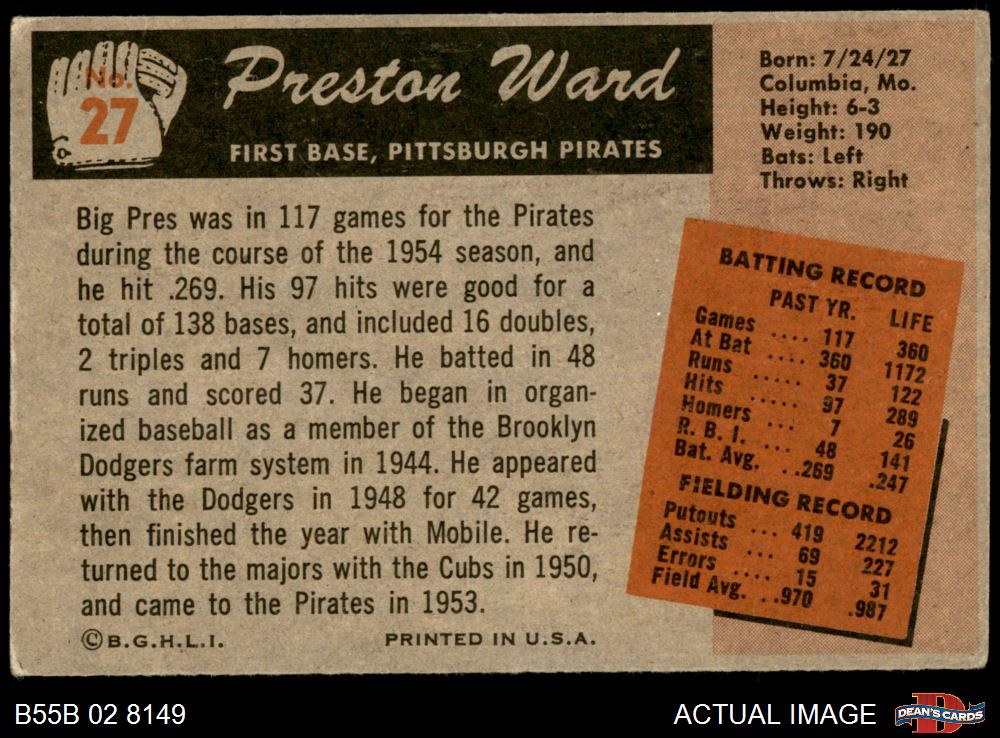 No.
27
Preston Ward
FIRST BASE, PITTSBURGH PIRATES
Born: 7/24/27
Columbia, Mo.
Height: 6-3
Weight: 190
Bats: Left
Throws: Right
Big Pres was in 117 games for the Pirates
during the course of the 1954 season, and
he hit .269. His 97 hits were good for a
total of 138 bases, and included 16 doubles,
2 triples and 7 homers. He batted in 48
runs and scored 37. He began in organ-
ized baseball as a member of the Brooklyn
Dodgers farm system in 1944. He appeared
with the Dodgers in 1948 for 42 games,
then finished the year with Mobile. He re-
turned to the majors with the Cubs in 1950,
and came to the Pirates in 1953.
©B.G.H.L.I. PRINTED IN U.S.A.
BATTING RECORD
PAST YR. LIFE
Games .... 117 360
At Bat .... 360 1172
Runs ..... 37 122
Hits ..... 97 289
Homers 7 26
R. B. I. ... 48 141
Bat. Avg. ..269 .247
FIELDING RECORD
Putouts ... 419 2212
Assists ... 69 227
Errors .... 15 31
Field Avg. ..970 .987
B55B 02 8149
ACTUAL IMAGE
D
DEAN'S CARDS